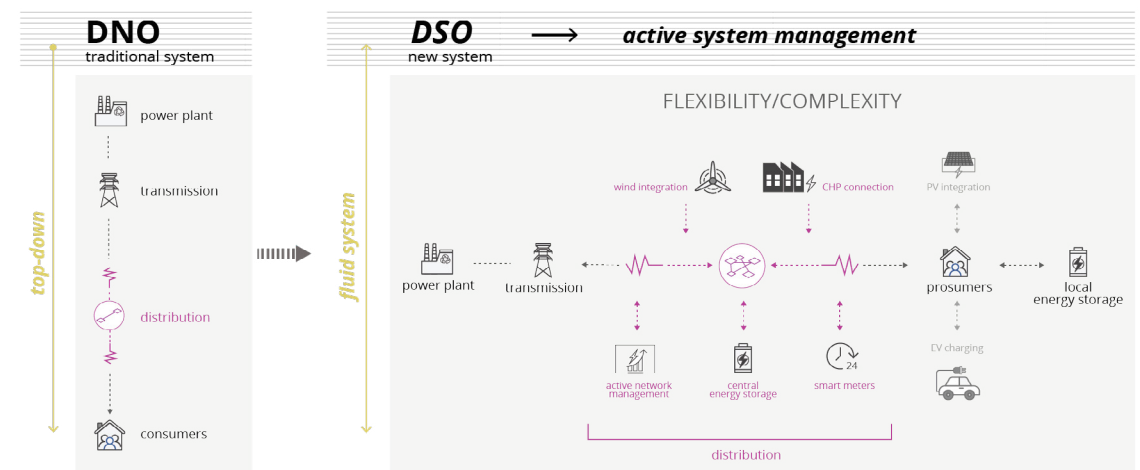 DNO
traditional system
top-down
power plant
transmission
distribution
consumers
DSO
active system management
new system
fluid system
FLEXIBILITY/COMPLEXITY
wind integration
CHP connection
PV integration
power plant
transmission
prosumers
local
energy storage
active network
management
central
energy storage
24
smart meters
EV charging
distribution